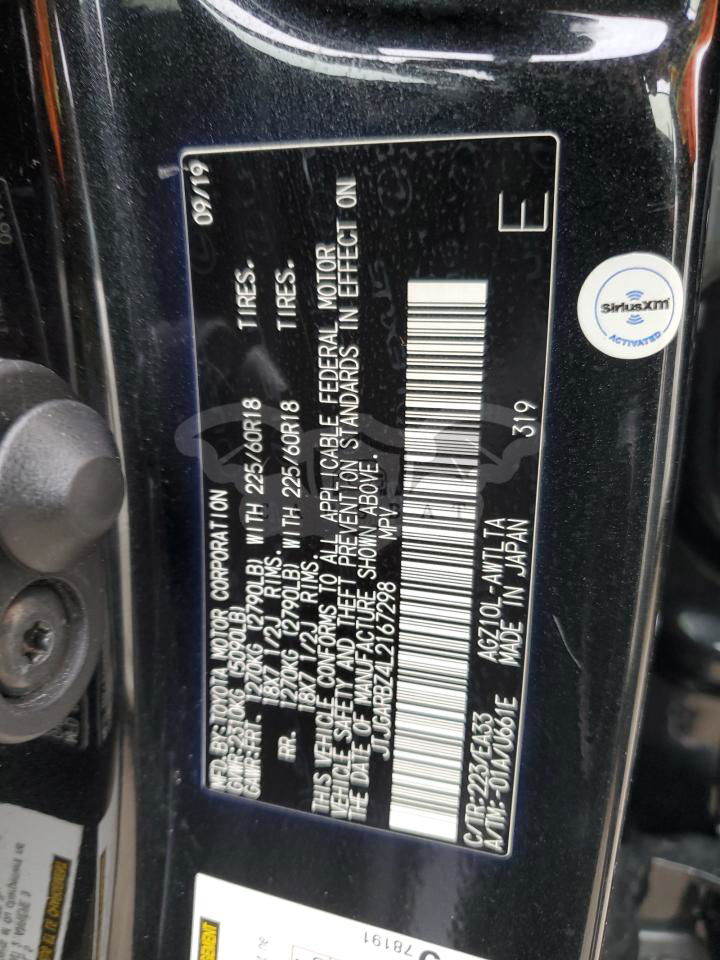 MFD.BY:TOYOTA MOTOR CORPORATION 09/19
GVWR:2310KG (5090LB)
GAWR:FRT. 1270KG (2790LB) WITH 225/60R18 TIRES.
18X7 1/2J RIMS.
RR. 1270KG (2790LB) WITH 225/60R18 TIRES.
18X7 1/2J RIMS.
THIS VEHICLE CONFORMS TO ALL APPLICABLE FEDERAL MOTOR
VEHICLE SAFETY AND THEFT PREVENTION STANDARDS IN EFFECT ON
THE DATE OF MANUFACTURE SHOWN ABOVE.
JTJGARBZ4L2167298 MPV
C/TR:223/EA33 AGZ10L-AWTLTA 319
A/TM:-01A/U661E MADE IN JAPAN
E
SiriusXM
ACTIVATED
78191